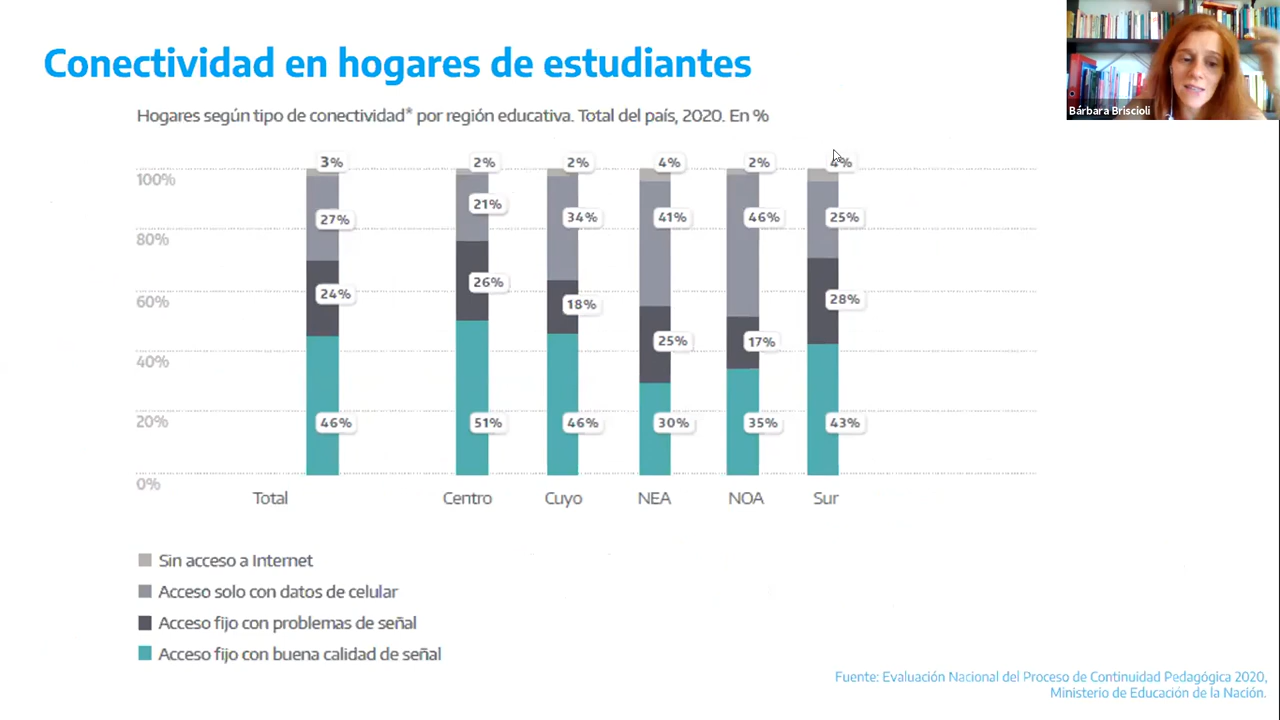 Conectividad en hogares de estudiantes
Bárbara Briscioli
Hogares según tipo de conectividad* por región educativa. Total del país, 2020. En %
3% 2% 2% 4% 2% 4%
100%
27% 21% 34% 41% 46% 25%
80%
24% 26% 18% 25% 17% 28%
60%
40%
20%
46% 51% 46% 30% 35% 43%
0%
Total Centro Cuyo NEA NOA Sur
Sin acceso a Internet
Acceso solo con datos de celular
Acceso fijo con problemas de señal
Acceso fijo con buena calidad de señal
Fuente: Evaluación Nacional del Proceso de Continuidad Pedagógica 2020,
Ministerio de Educación de la Nación.